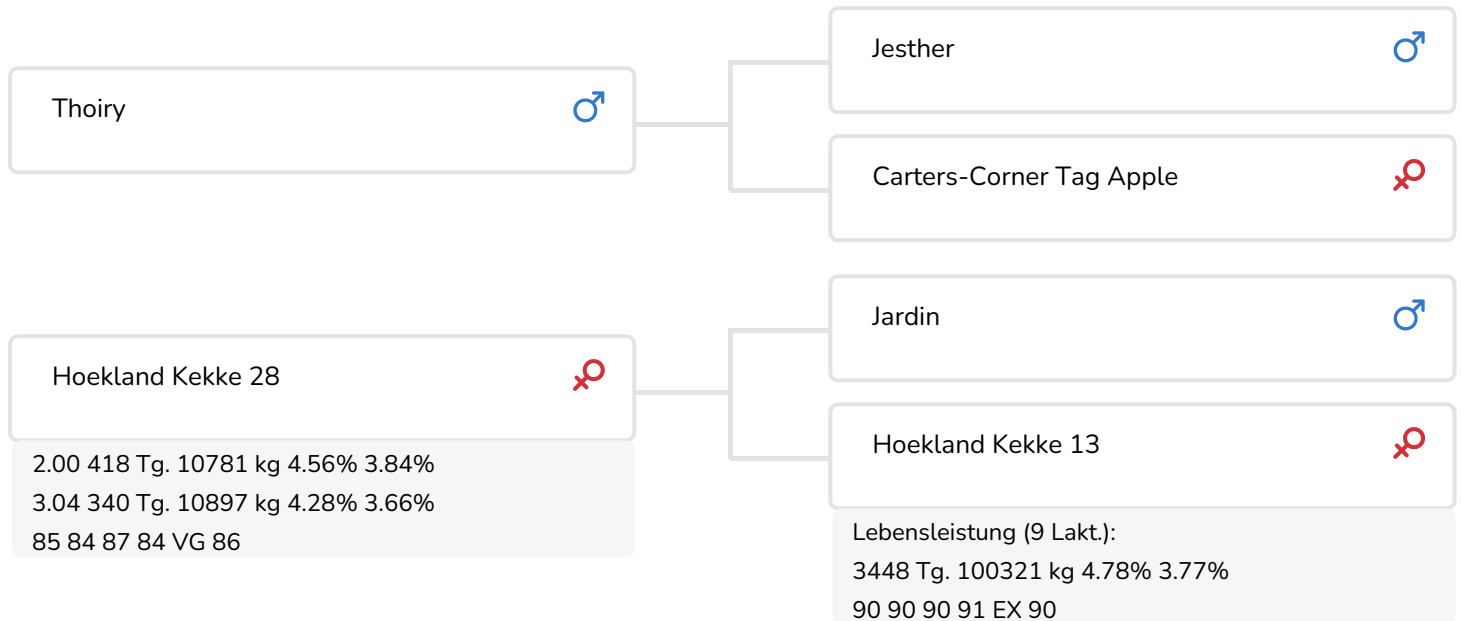 Thoiry
Jesther
Carters-Corner Tag Apple
Hoekland Kekke 28
2.00 418 Tg. 10781 kg 4.56% 3.84%
3.04 340 Tg. 10897 kg 4.28% 3.66%
85 84 87 84 VG 86
Jardin
Hoekland Kekke 13
Lebensleistung (9 Lakt.):
3448 Tg. 100321 kg 4.78% 3.77%
90 90 90 91 EX 90